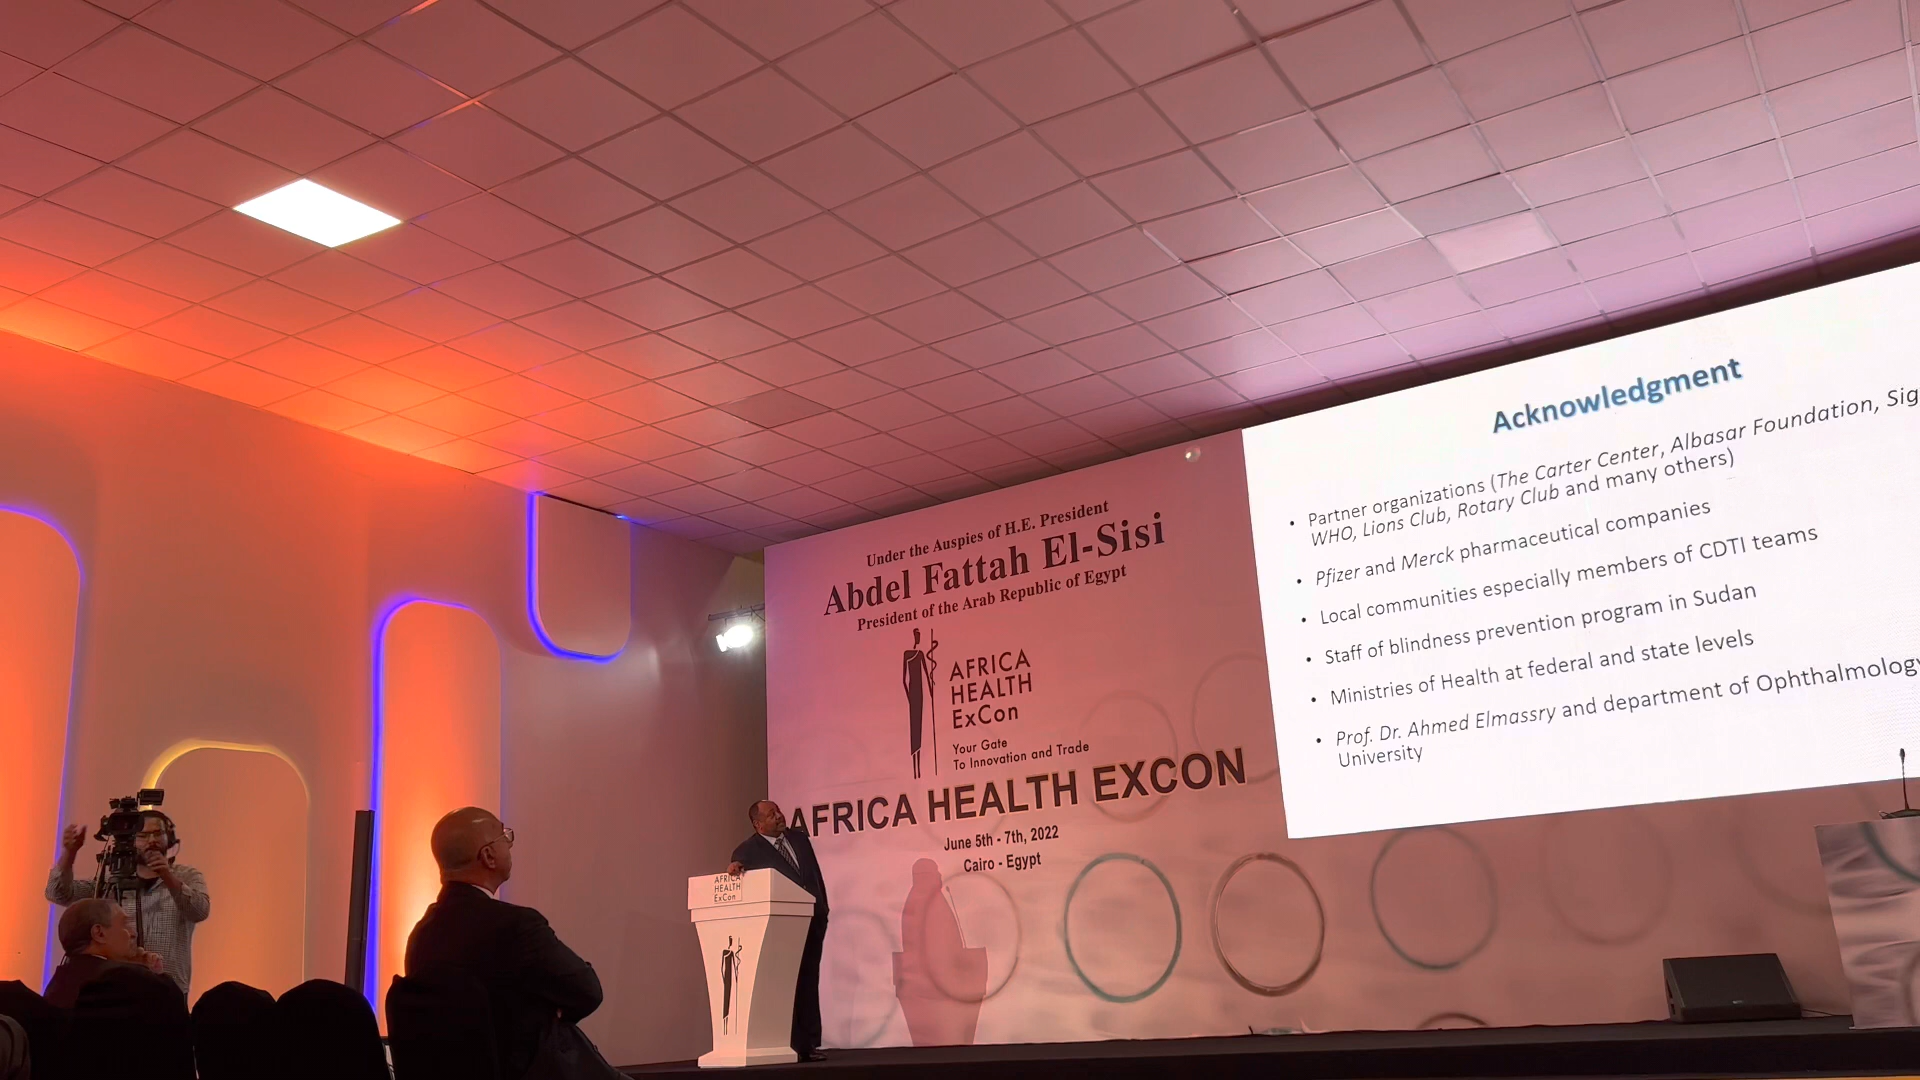 Under the Auspies of H.E. President
Abdel Fattah El-Sisi
President of the Arab Republic of Egypt
AFRICA
HEALTH
ExCon
Your Gate
To Innovation and Trade
AFRICA HEALTH EXCON
June 5th - 7th, 2022
Cairo - Egypt
AFRICA
HEALTH
ExCon
Acknowledgment
• Partner organizations (The Carter Center, Albasar Foundation, Sig
WHO, Lions Club, Rotary Club and many others)
• Pfizer and Merck pharmaceutical companies
• Local communities especially members of CDTI teams
• Staff of blindness prevention program in Sudan
• Ministries of Health at federal and state levels
• Prof. Dr. Ahmed Elmassry and department of Ophthalmology
University